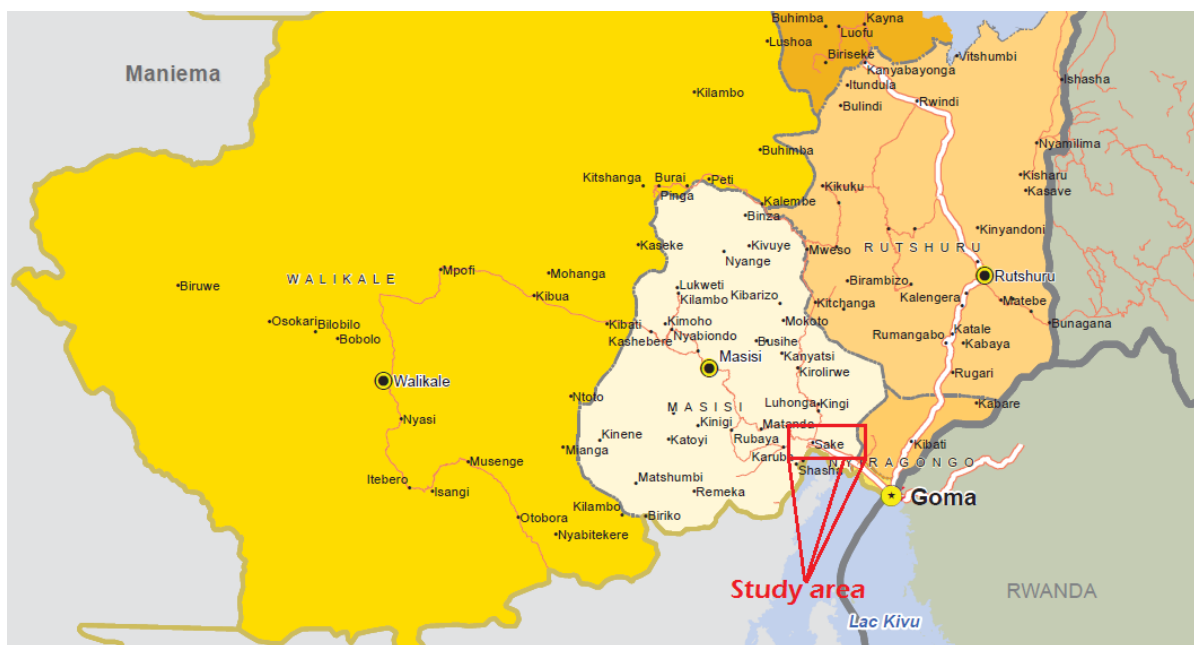 Buhimba
Kayna
Luofu
Lushoa
Biriseke
Vitshumbi
Maniema
Kanyabayonga
Ishasha
Itundula
Kilambo
Rwindi
Bulindi
Nyamilima
Buhimba
Kisharu
Kasave
Kitshanga
Burai
Peti
Pinga
Kikuku
Kalembe
Binza
Kinyandoni
Kaseke
Kivuye
Mweso
RUTSHURU
Nyange
WALIKALE
Mpofi
Mohanga
Rutshuru
Biruwe
Lukweti
Birambizo
Kilambo
Kibarizo
Kalengera
Matebe
Kibua
Kitchanga
Osokari
Bilobilo
Kibati
Kimoho
Mokoto
Bunagana
Bobolo
Kashebere
Nyabiondo
Busihe
Rumangabo
Katale
Kabaya
Kanyatsi
Masisi
Kirolirwe
Rugari
Walikale
Ntoto
Luhonga
Kingi
Kabare
MASISI
Nyasi
Kinigi
Matanda
Kinene
Katoyi
Rubaya
Sake
Kibati
Mianga
Karuba
NYIRAGONGO
Musenge
Shasha
Itebero
Isangi
Matshumbi
Remeka
Goma
Kilambo
Biriko
Otobora
Nyabitekere
Study area
RWANDA
Lac Kivu